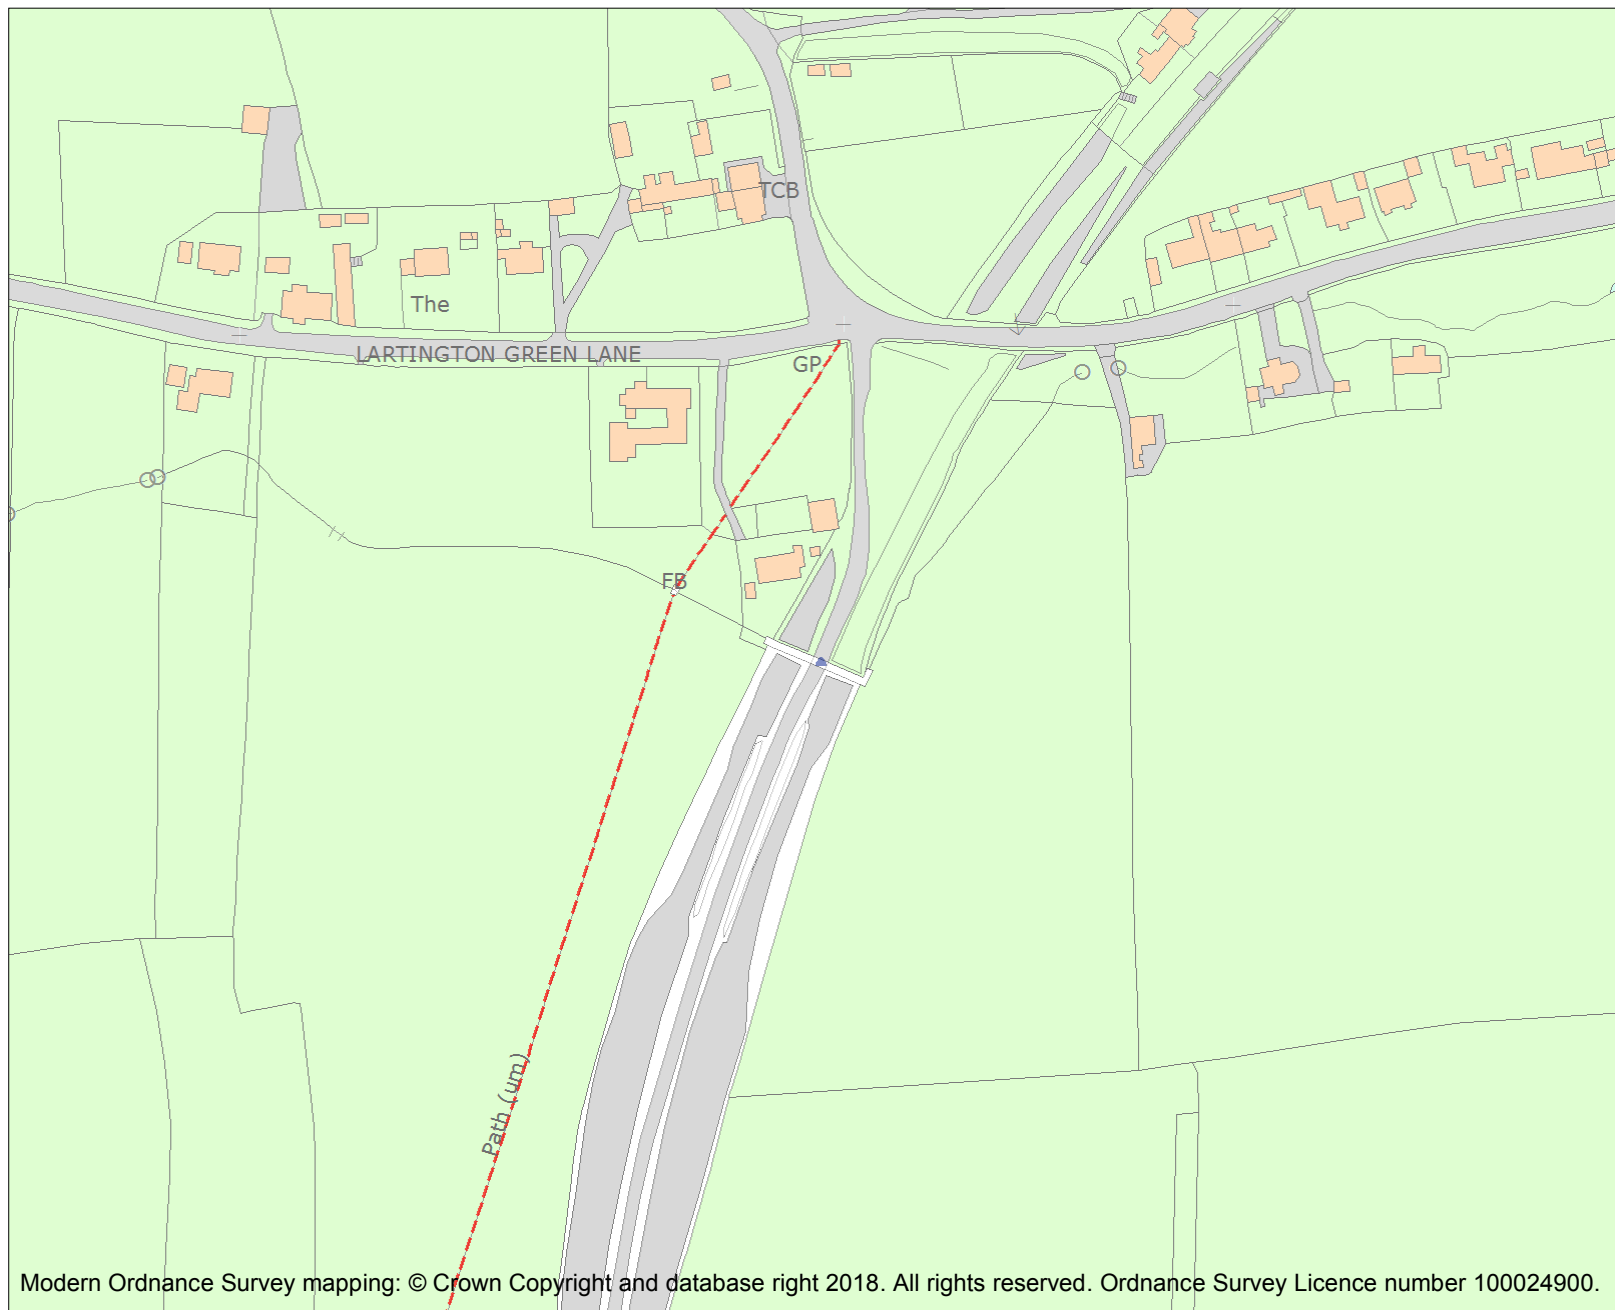 TCB
The
LARTINGTON GREEN LANE
GP
FB
Path (um)
Modern Ordnance Survey mapping: © Crown Copyright and database right 2018. All rights reserved. Ordnance Survey Licence number 100024900.